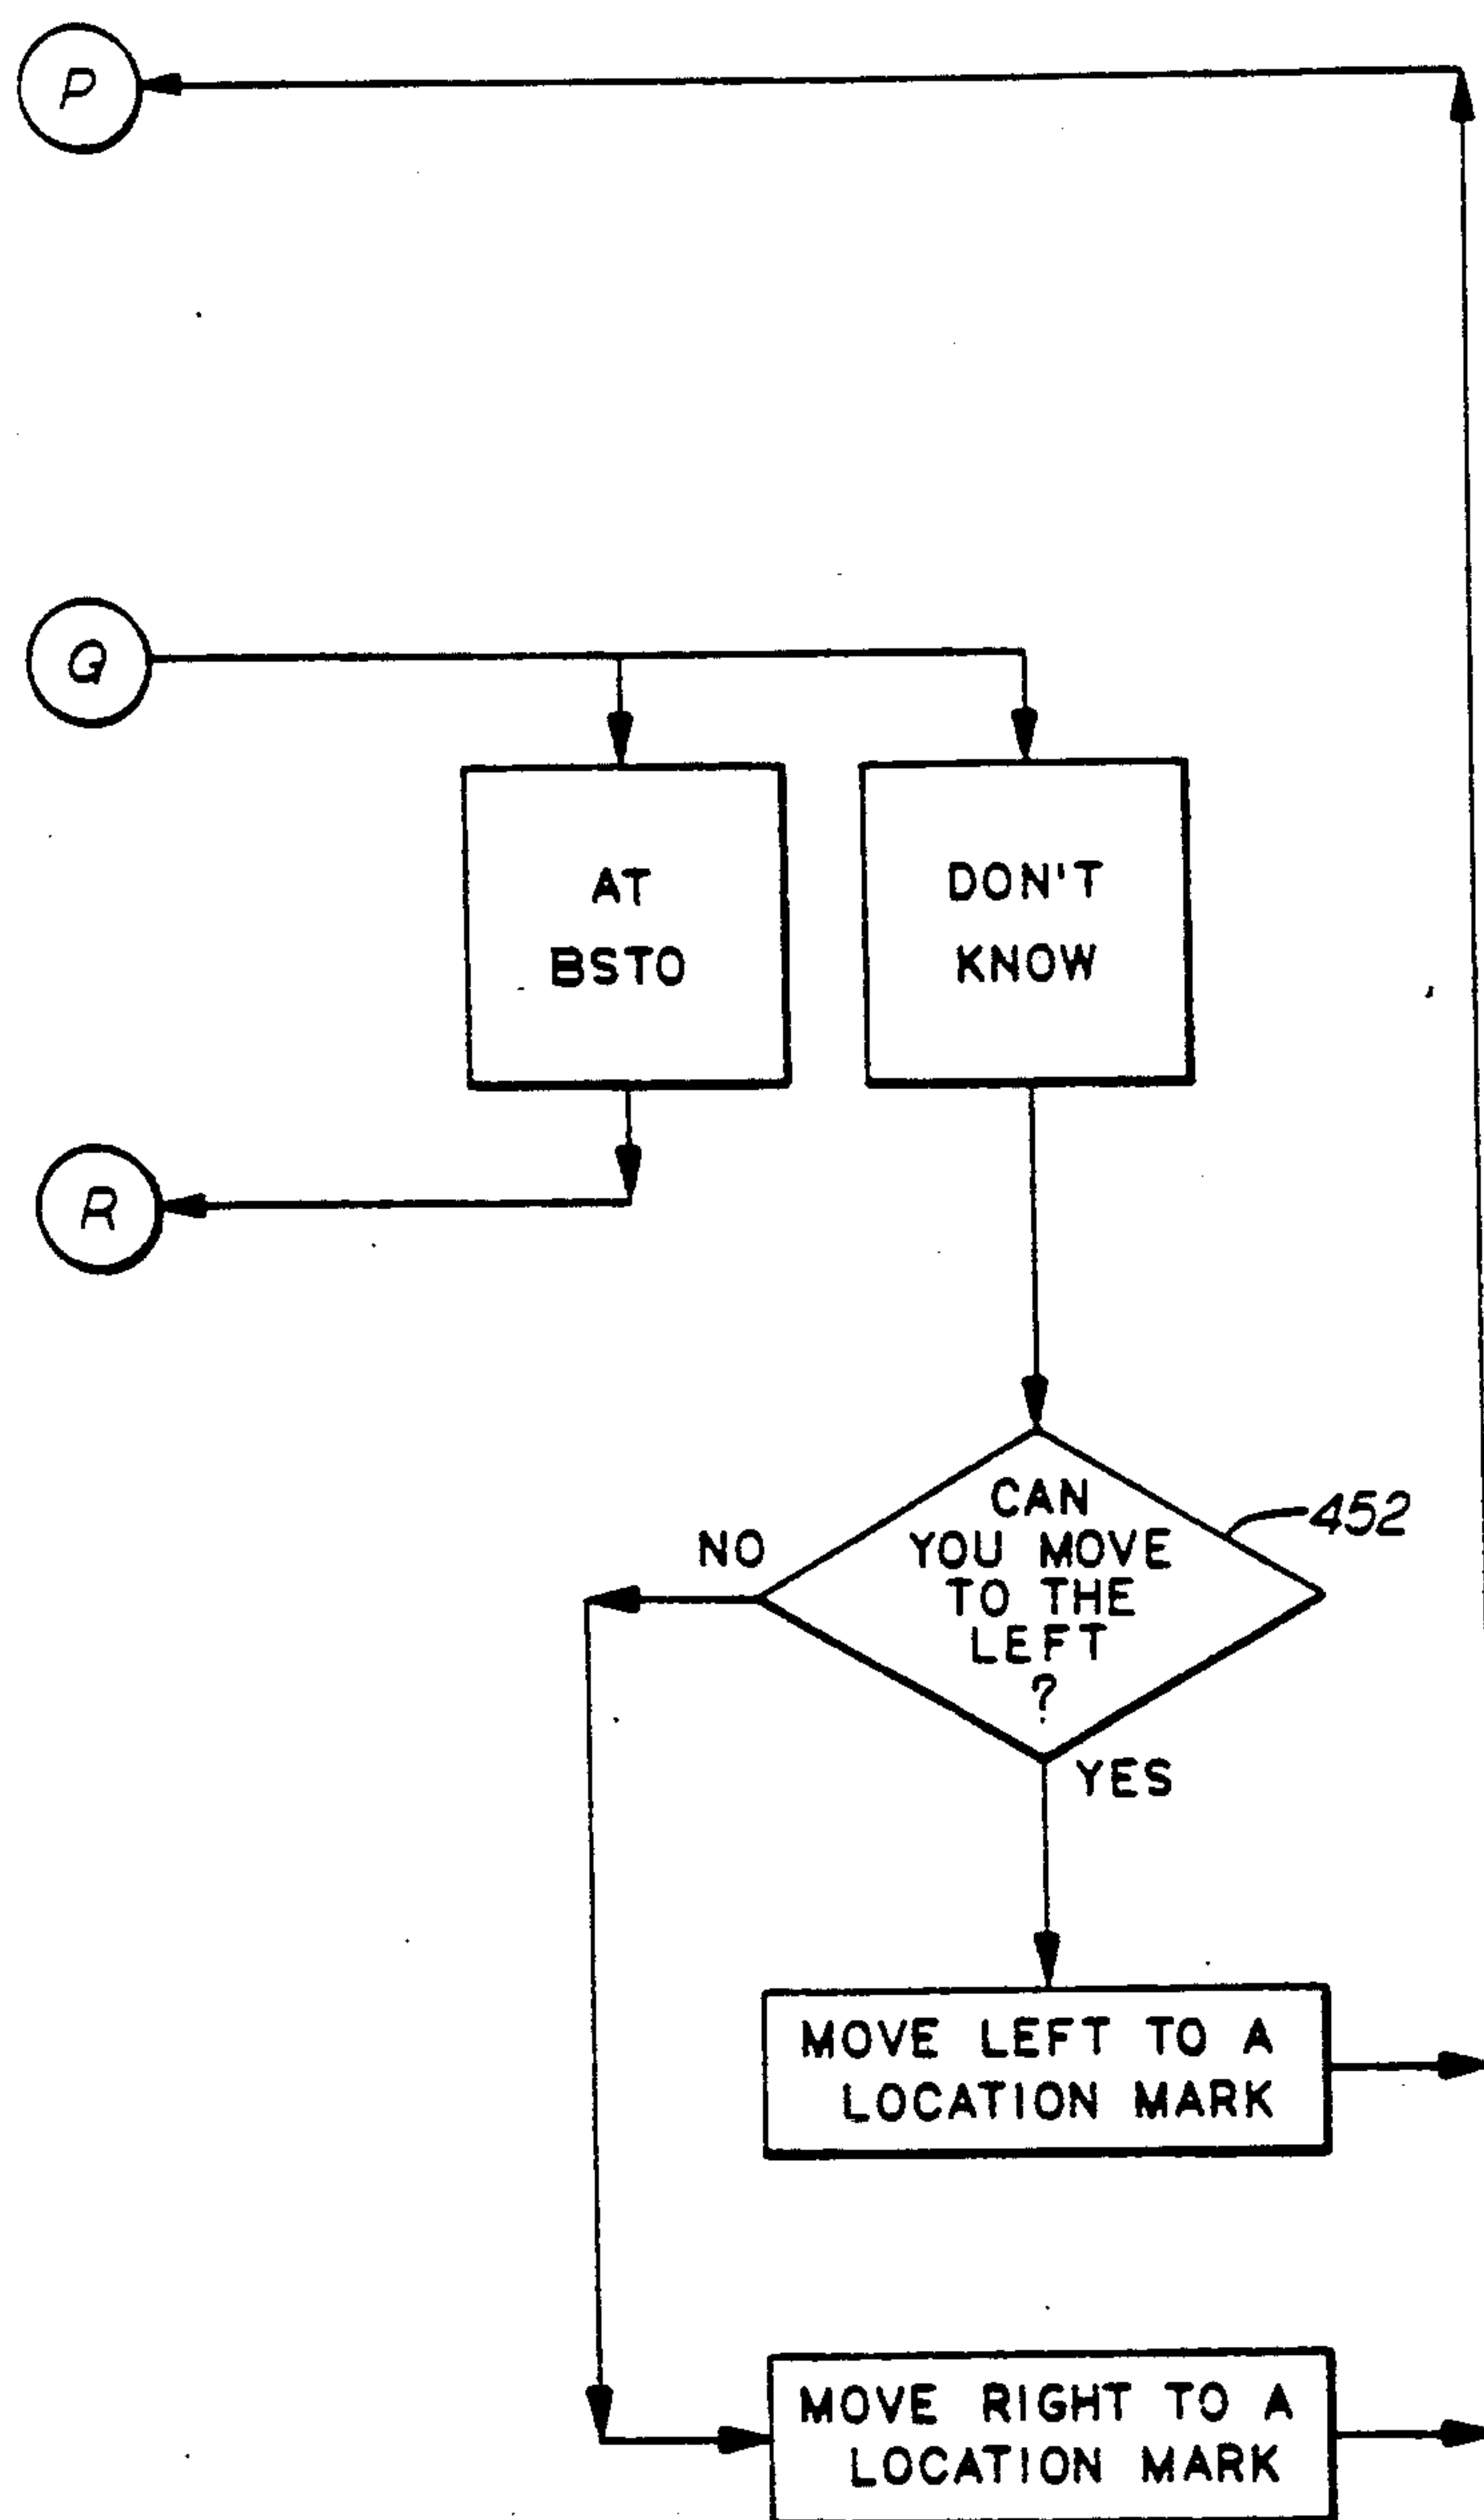 P
Q
AT
BSTO
DON'T
KNOW
R
CAN
YOU MOVE
TO THE
LEFT
?
452
NO
YES
MOVE LEFT TO A
LOCATION MARK
MOVE RIGHT TO A
LOCATION MARK